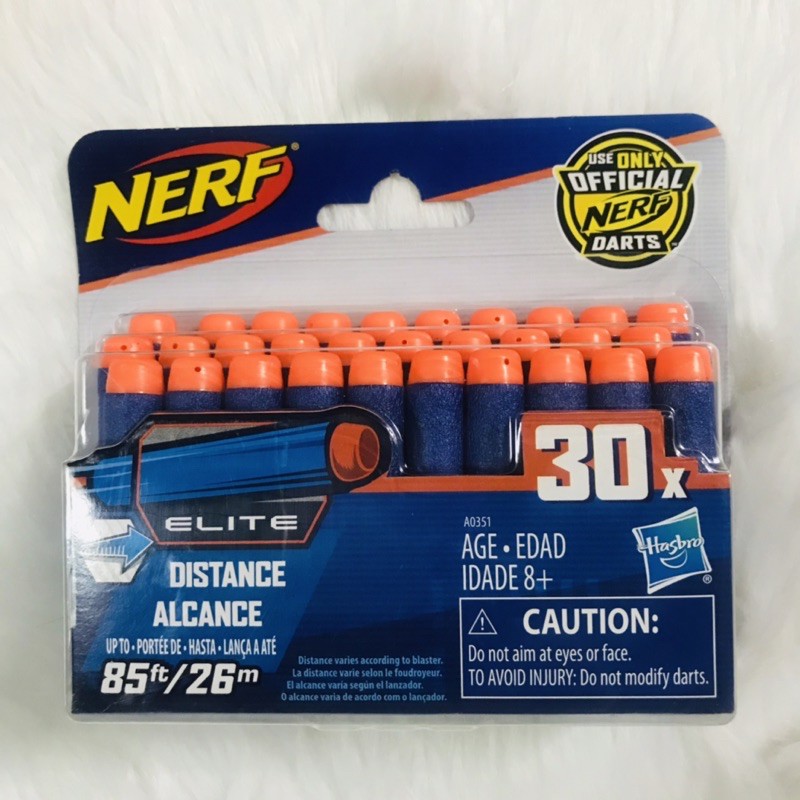 NERF®
USE ONLY
OFFICIAL
NERF
DARTS™
30x
ELITE
DISTANCE
ALCANCE
UP TO • PORTÉE DE • HASTA • LANÇA A ATÉ
85ft/26m
Distance varies according to blaster.
La distance varie selon le foudroyeur.
El alcance varía según el lanzador.
O alcance varia de acordo com o lançador.
A0351
AGE • EDAD
IDADE 8+
Hasbro®
CAUTION:
Do not aim at eyes or face.
TO AVOID INJURY: Do not modify darts.